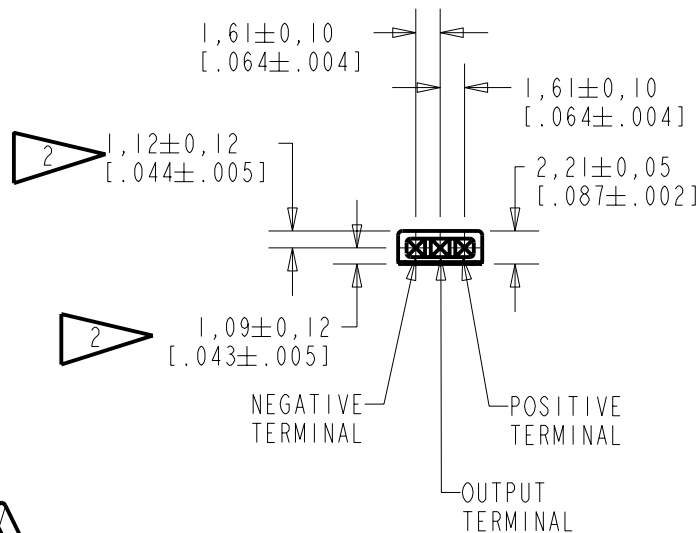 1,61±0,10
[.064±.004]
1,61±0,10
[.064±.004]
2
1,12±0,12
[.044±.005]
2,21±0,05
[.087±.002]
2
1,09±0,12
[.043±.005]
NEGATIVE
TERMINAL
POSITIVE
TERMINAL
OUTPUT
TERMINAL